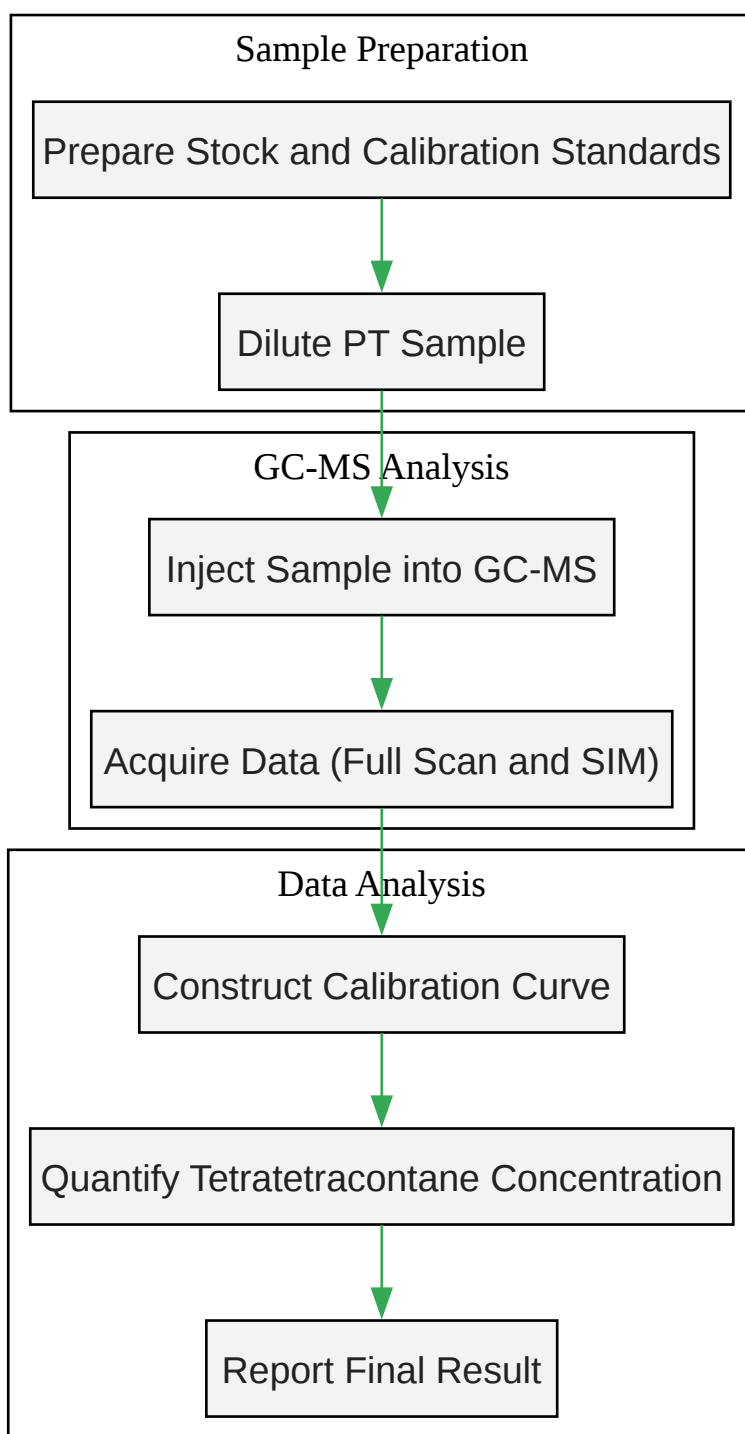 Sample Preparation
Prepare Stock and Calibration Standards
Dilute PT Sample
GC-MS Analysis
Inject Sample into GC-MS
Acquire Data (Full Scan and SIM)
Data Analysis
Construct Calibration Curve
Quantify Tetratetracontane Concentration
Report Final Result